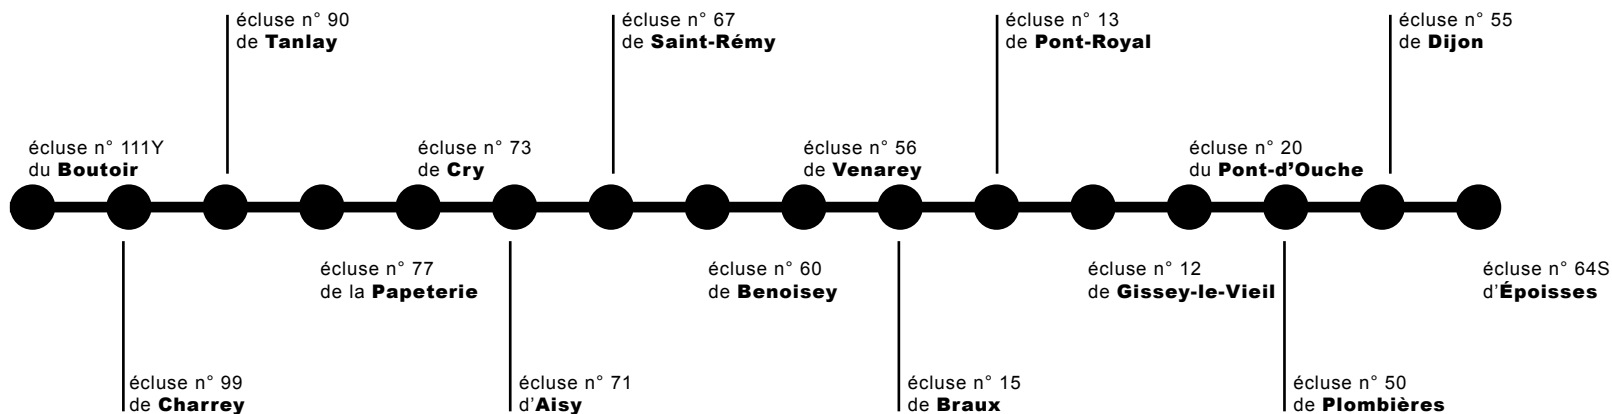 écluse n° 90
de Tanlay
écluse n° 67
de Saint-Rémy
écluse n° 13
de Pont-Royal
écluse n° 55
de Dijon
écluse n° 111Y
du Boutoir
écluse n° 73
de Cry
écluse n° 56
de Venarey
écluse n° 20
du Pont-d’Ouche
écluse n° 77
de la Papeterie
écluse n° 60
de Benoisey
écluse n° 12
de Gissey-le-Vieil
écluse n° 64S
d’Époisses
écluse n° 99
de Charrey
écluse n° 71
d’Aisy
écluse n° 15
de Braux
écluse n° 50
de Plombières